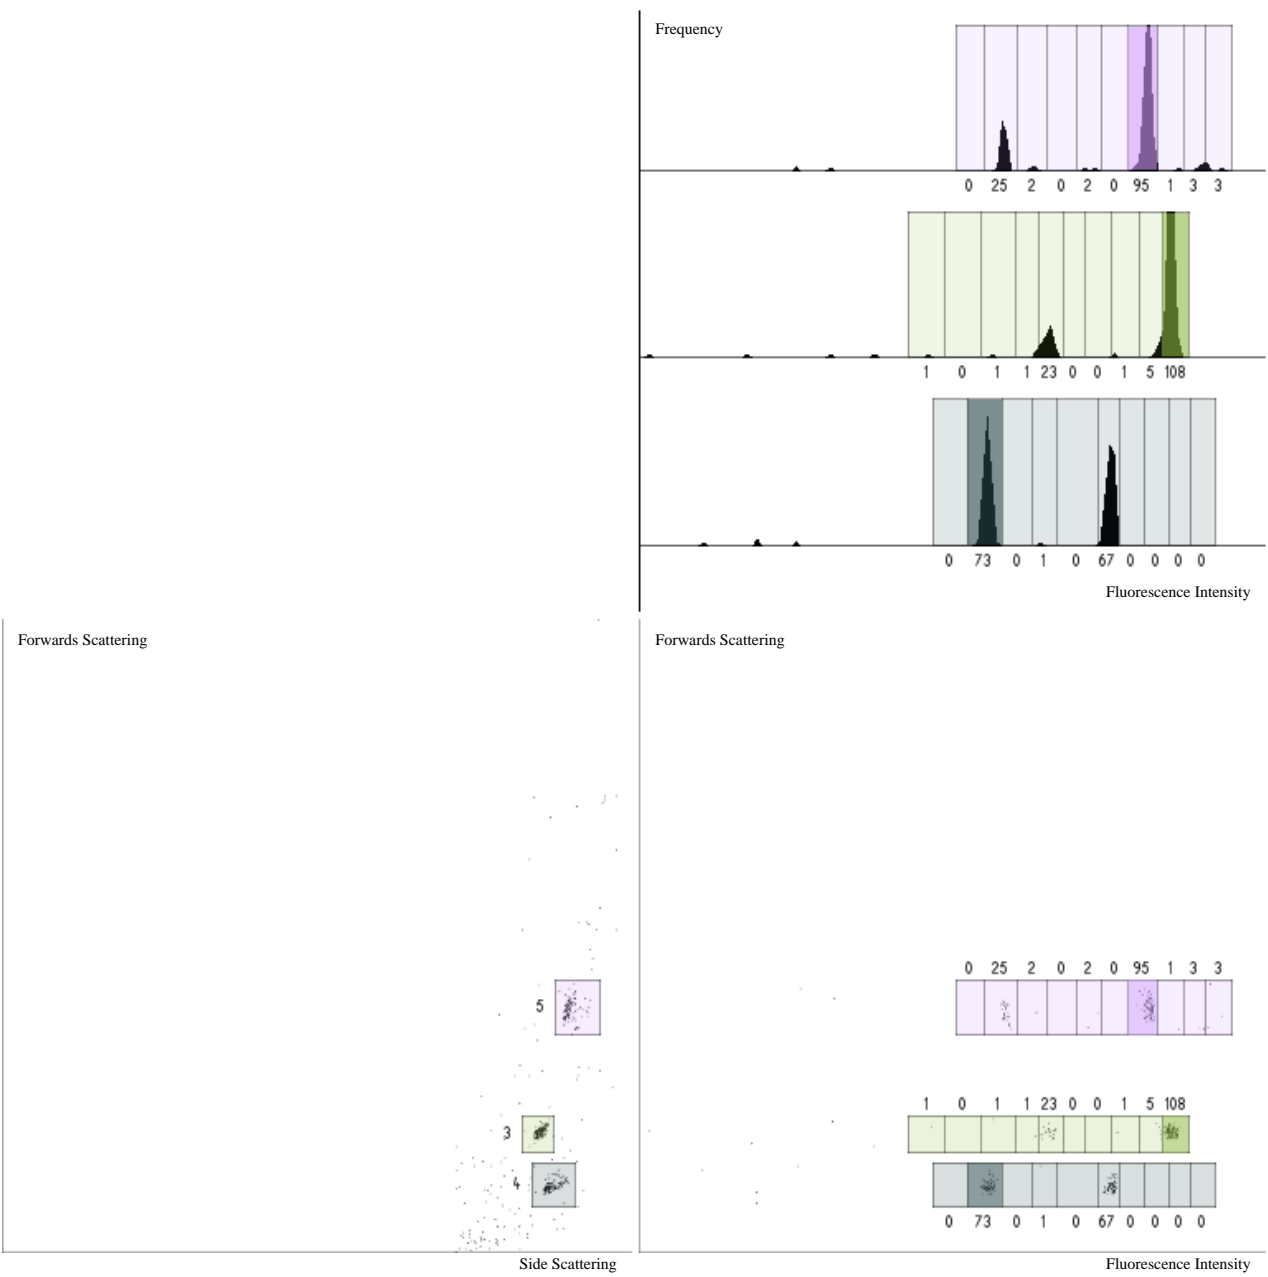 Frequency
0 25 2 0 2 0 95 1 3 3
1 0 1 1 23 0 0 1 5 108
0 73 0 1 0 67 0 0 0 0
Fluorescence Intensity
Forwards Scattering
5
3
4
Side Scattering
Forwards Scattering
0 25 2 0 2 0 95 1 3 3
1 0 1 1 23 0 0 1 5 108
0 73 0 1 0 67 0 0 0 0
Fluorescence Intensity